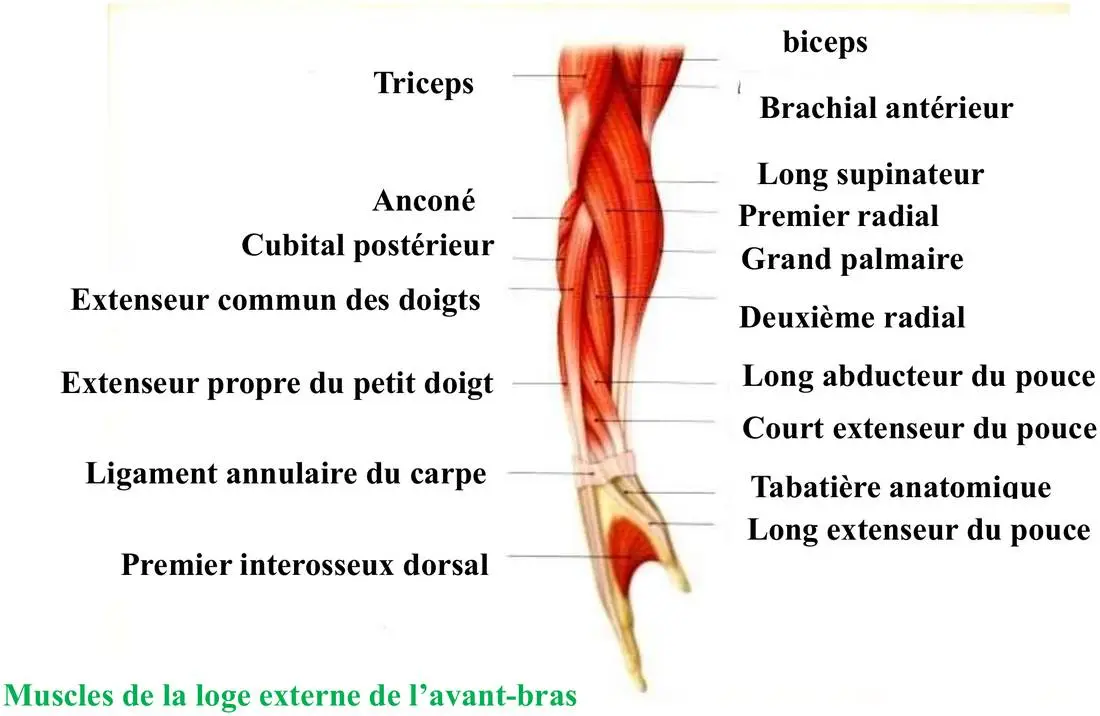 biceps
Triceps
Brachial antérieur
Long supinateur
Anconé
Premier radial
Cubital postérieur
Grand palmaire
Extenseur commun des doigts
Deuxième radial
Extenseur propre du petit doigt
Long abducteur du pouce
Court extenseur du pouce
Ligament annulaire du carpe
Tabatière anatomique
Long extenseur du pouce
Premier interosseux dorsal
Muscles de la loge externe de l’avant-bras